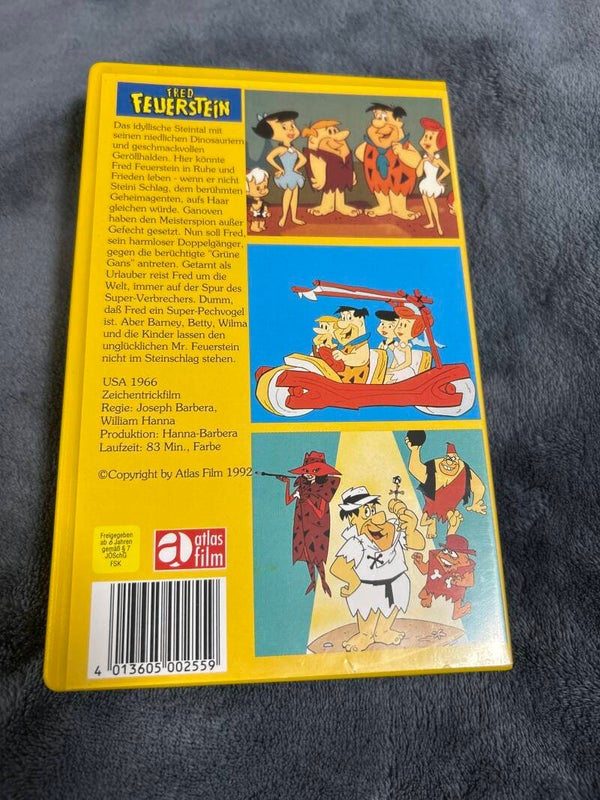 FRED
FEUERSTEIN
Das idyllische Steintal mit
seinen niedlichen Dinosauriern
und geschmackvollen
Geröllhalden. Hier könnte
Fred Feuerstein in Ruhe und
Frieden leben - wenn er nicht
Steini Schlag, dem berühmten
Geheimagenten, aufs Haar
gleichen würde. Ganoven
haben den Meisterspion außer
Gefecht gesetzt. Nun soll Fred,
sein harmloser Doppelgänger,
gegen die berüchtigte "Grüne
Gans" antreten. Getarnt als
Urlauber reist Fred um die
Welt, immer auf der Spur des
Super-Verbrechers. Dumm,
daß Fred ein Super-Pechvogel
ist. Aber Barney, Betty, Wilma
und die Kinder lassen den
unglücklichen Mr. Feuerstein
nicht im Steinschlag stehen.
USA 1966
Zeichentrickfilm
Regie: Joseph Barbera,
William Hanna
Produktion: Hanna-Barbera
Laufzeit: 83 Min., Farbe
©Copyright by Atlas Film 1992
Freigegeben
ab 6 Jahren
gemäß § 7
JÖSchG
FSK
atlas
film
4 013605 002559